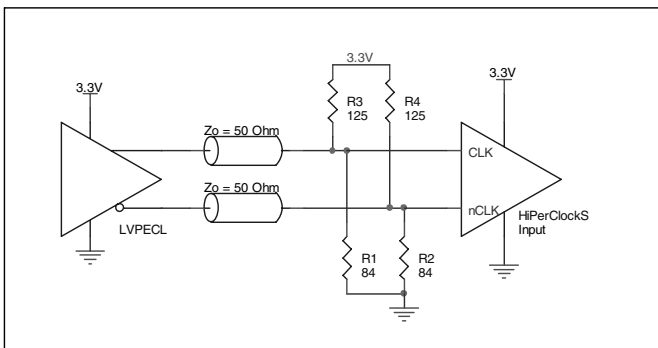 3.3V
3.3V
3.3V
R3
125
R4
125
Zo = 50 Ohm
CLK
Zo = 50 Ohm
nCLK
HiPerClockS
Input
LVPECL
R1
84
R2
84